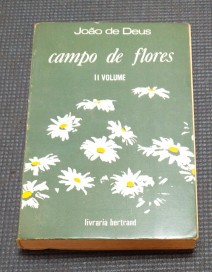 João de Deus
campo de flores
II VOLUME
livraria bertrand